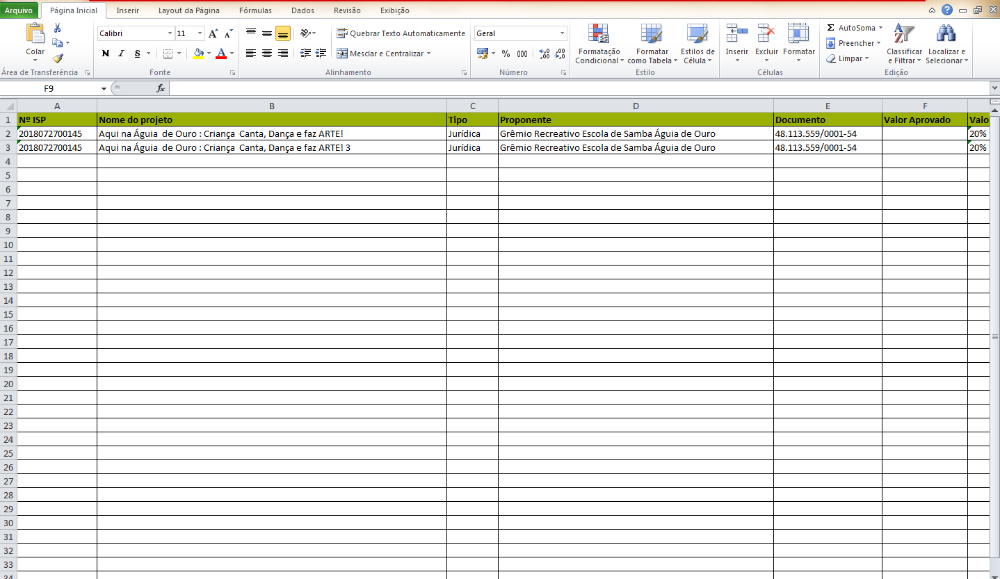 Arquivo Página Inicial Inserir Layout da Página Fórmulas Dados Revisão Exibição
Colar
Área de Transferência
Calibri 11
N I S
Fonte
Quebrar Texto Automaticamente
Mesclar e Centralizar
Alinhamento
Geral
% 000 ,00 ,00
Número
Formatação Condicional
Formatar como Tabela
Estilos de Célula
Estilo
Inserir Excluir Formatar
Células
Σ AutoSoma
Preencher
Limpar
Classificar e Filtrar
Localizar e Selecionar
Edição
F9 fx
A B C D E F
1 Nº ISP Nome do projeto Tipo Proponente Documento Valor Aprovado Valo
2 2018072700145 Aqui na Águia de Ouro : Criança Canta, Dança e faz ARTE! Jurídica Grêmio Recreativo Escola de Samba Águia de Ouro 48.113.559/0001-54 20%
3 2018072700145 Aqui na Águia de Ouro : Criança Canta, Dança e faz ARTE! 3 Jurídica Grêmio Recreativo Escola de Samba Águia de Ouro 48.113.559/0001-54 20%
4
5
6
7
8
9
10
11
12
13
14
15
16
17
18
19
20
21
22
23
24
25
26
27
28
29
30
31
32
33
34